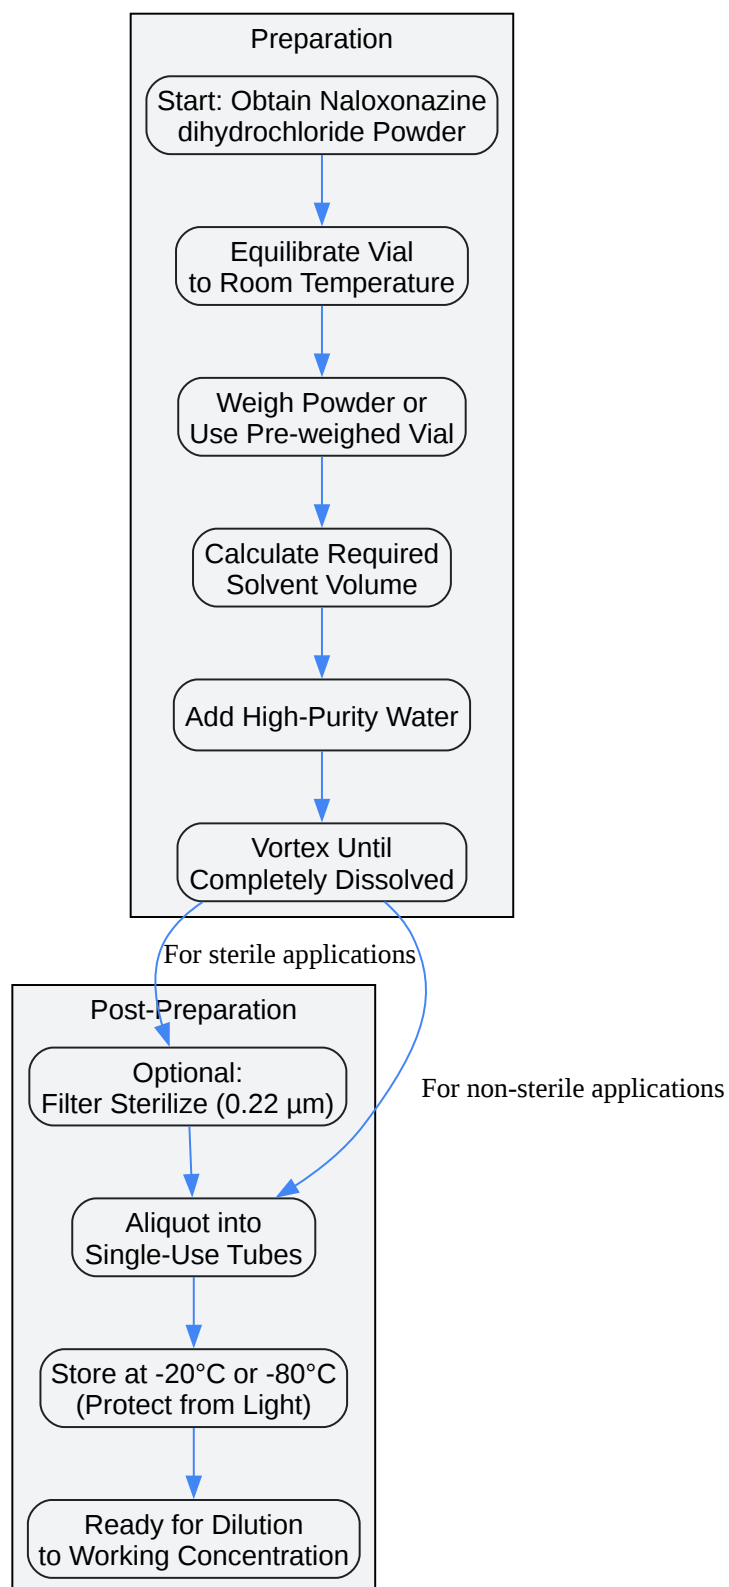 Preparation
Start: Obtain Naloxonazine
dihydrochloride Powder
Equilibrate Vial
to Room Temperature
Weigh Powder or
Use Pre-weighed Vial
Calculate Required
Solvent Volume
Add High-Purity Water
Vortex Until
Completely Dissolved
For sterile applications
Post-Preparation
Optional:
Filter Sterilize (0.22 µm)
For non-sterile applications
Aliquot into
Single-Use Tubes
Store at -20°C or -80°C
(Protect from Light)
Ready for Dilution
to Working Concentration